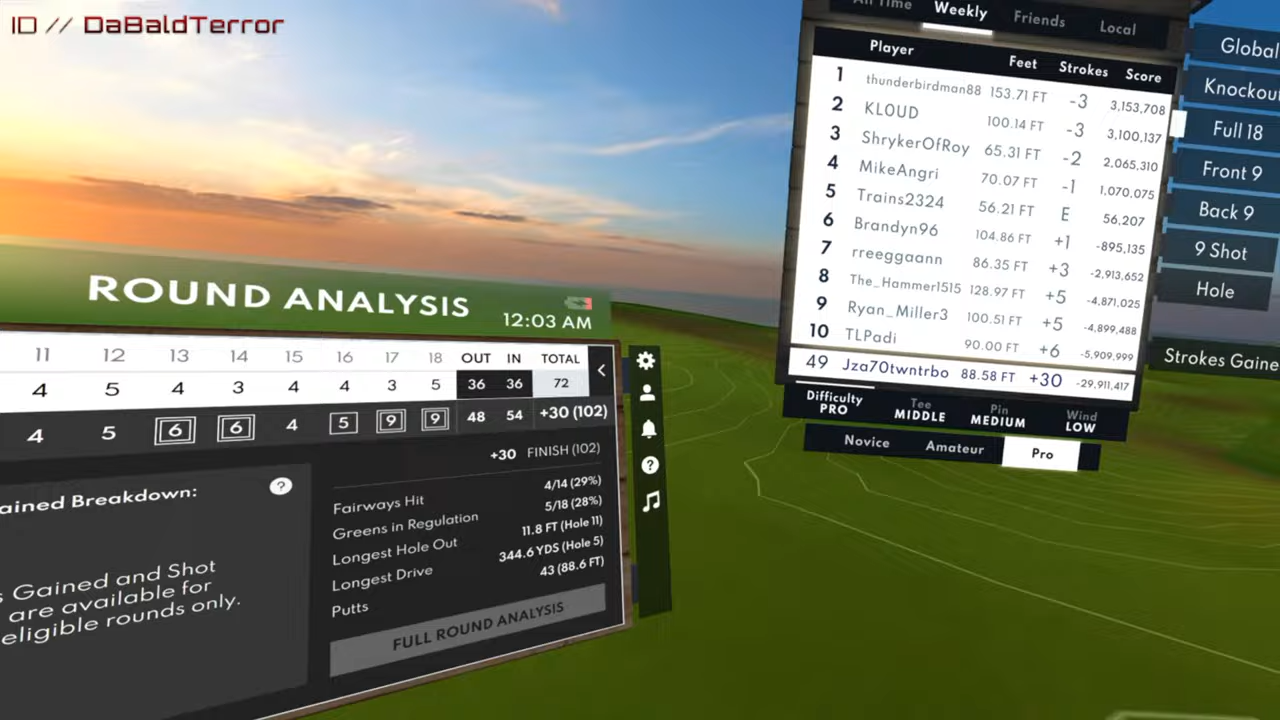 ID // DaBaldTerror
ROUND ANALYSIS
12:03 AM
11 12 13 14 15 16 17 18 OUT IN TOTAL
4 5 4 3 4 4 3 5 36 36 72
4 5 6 6 4 5 9 9 48 54 +30 (102)
ained Breakdown:
?
s Gained and Shot
are available for
eligible rounds only.
+30 FINISH (102)
Fairways Hit 4/14 (29%)
Greens in Regulation 5/18 (28%)
Longest Hole Out 11.8 FT (Hole 11)
Longest Drive 344.6 YDS (Hole 5)
Putts 43 (88.6 FT)
FULL ROUND ANALYSIS
?
All Time Weekly Friends Local
Player Feet Strokes Score
1 thunderbirdman88 153.71 FT -3 3,153,708
2 KLOUD 100.14 FT -3 3,100,137
3 ShrykerOfRoy 65.31 FT -2 2,065,310
4 MikeAngri 70.07 FT -1 1,070,075
5 Trains2324 56.21 FT E 56,207
6 Brandyn96 104.86 FT +1 -895,135
7 rreeggaann 86.35 FT +3 -2,913,652
8 The_Hammer1515 128.97 FT +5 -4,871,025
9 Ryan_Miller3 100.51 FT +5 -4,899,488
10 TLPadi 90.00 FT +6 -5,909,999
49 Jza70twntrbo 88.58 FT +30 -29,911,417
Difficulty Tee Pin Wind
PRO MIDDLE MEDIUM LOW
Novice Amateur Pro
Global
Knockou
Full 18
Front 9
Back 9
9 Shot
Hole
Strokes Gaine